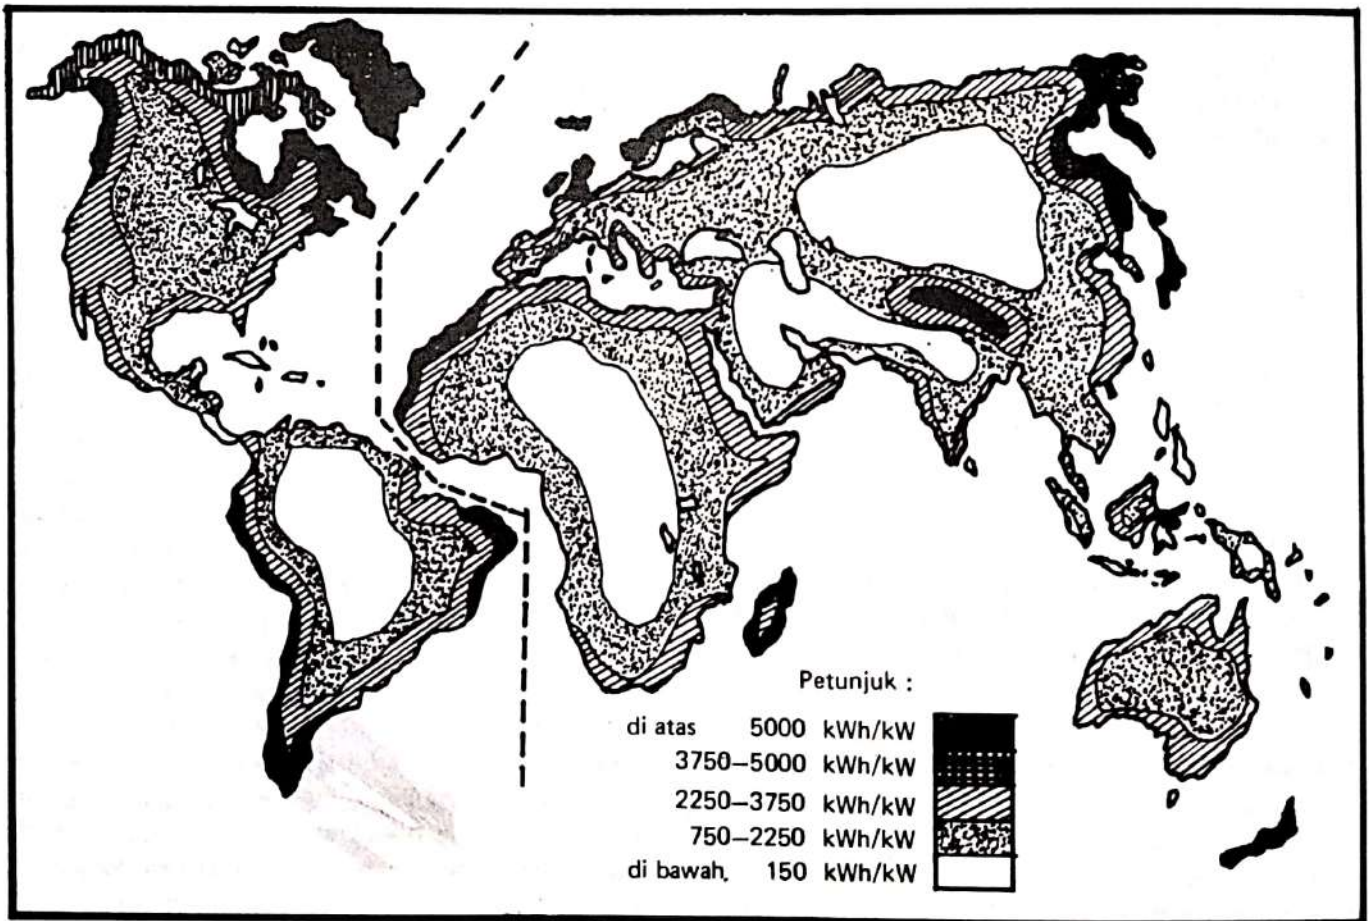 Petunjuk :
di atas 5000 kWh/kW
3750–5000 kWh/kW
2250–3750 kWh/kW
750–2250 kWh/kW
di bawah, 150 kWh/kW